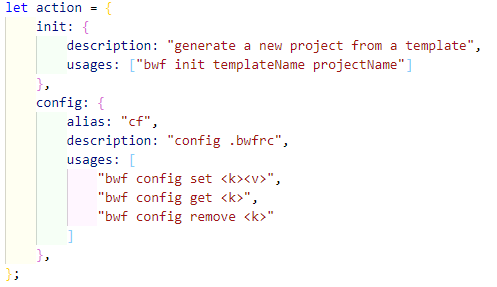 let action = {
    init: {
        description: "generate a new project from a template",
        usages: ["bwf init templateName projectName"]
    },
    config: {
        alias: "cf",
        description: "config .bwfrc",
        usages: [
            "bwf config set <k><v>",
            "bwf config get <k>",
            "bwf config remove <k>"
        ]
    },
};